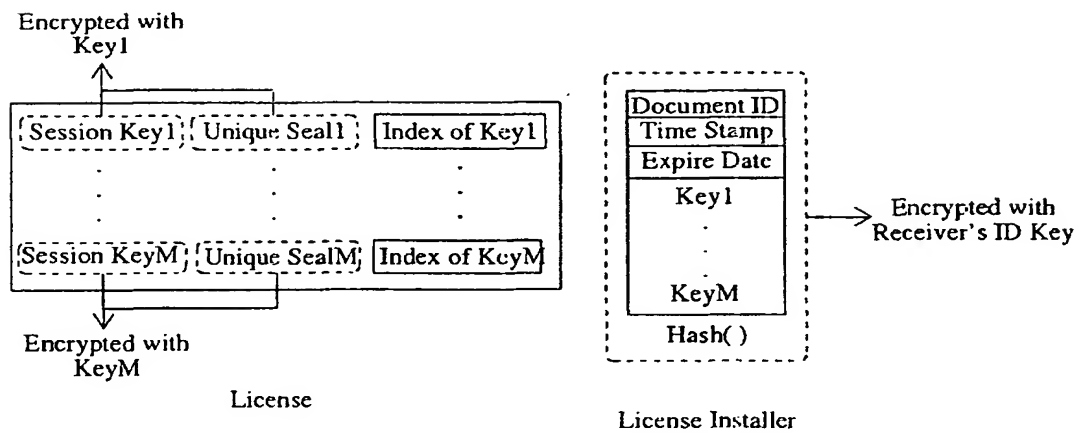 Encrypted with
Key1
Session Key1 Unique Seal1 Index of Key1
Session KeyM Unique SealM Index of KeyM
Encrypted with
KeyM
License
Document ID
Time Stamp
Expire Date
Key1
KeyM
Hash( )
Encrypted with
Receiver's ID Key
License Installer